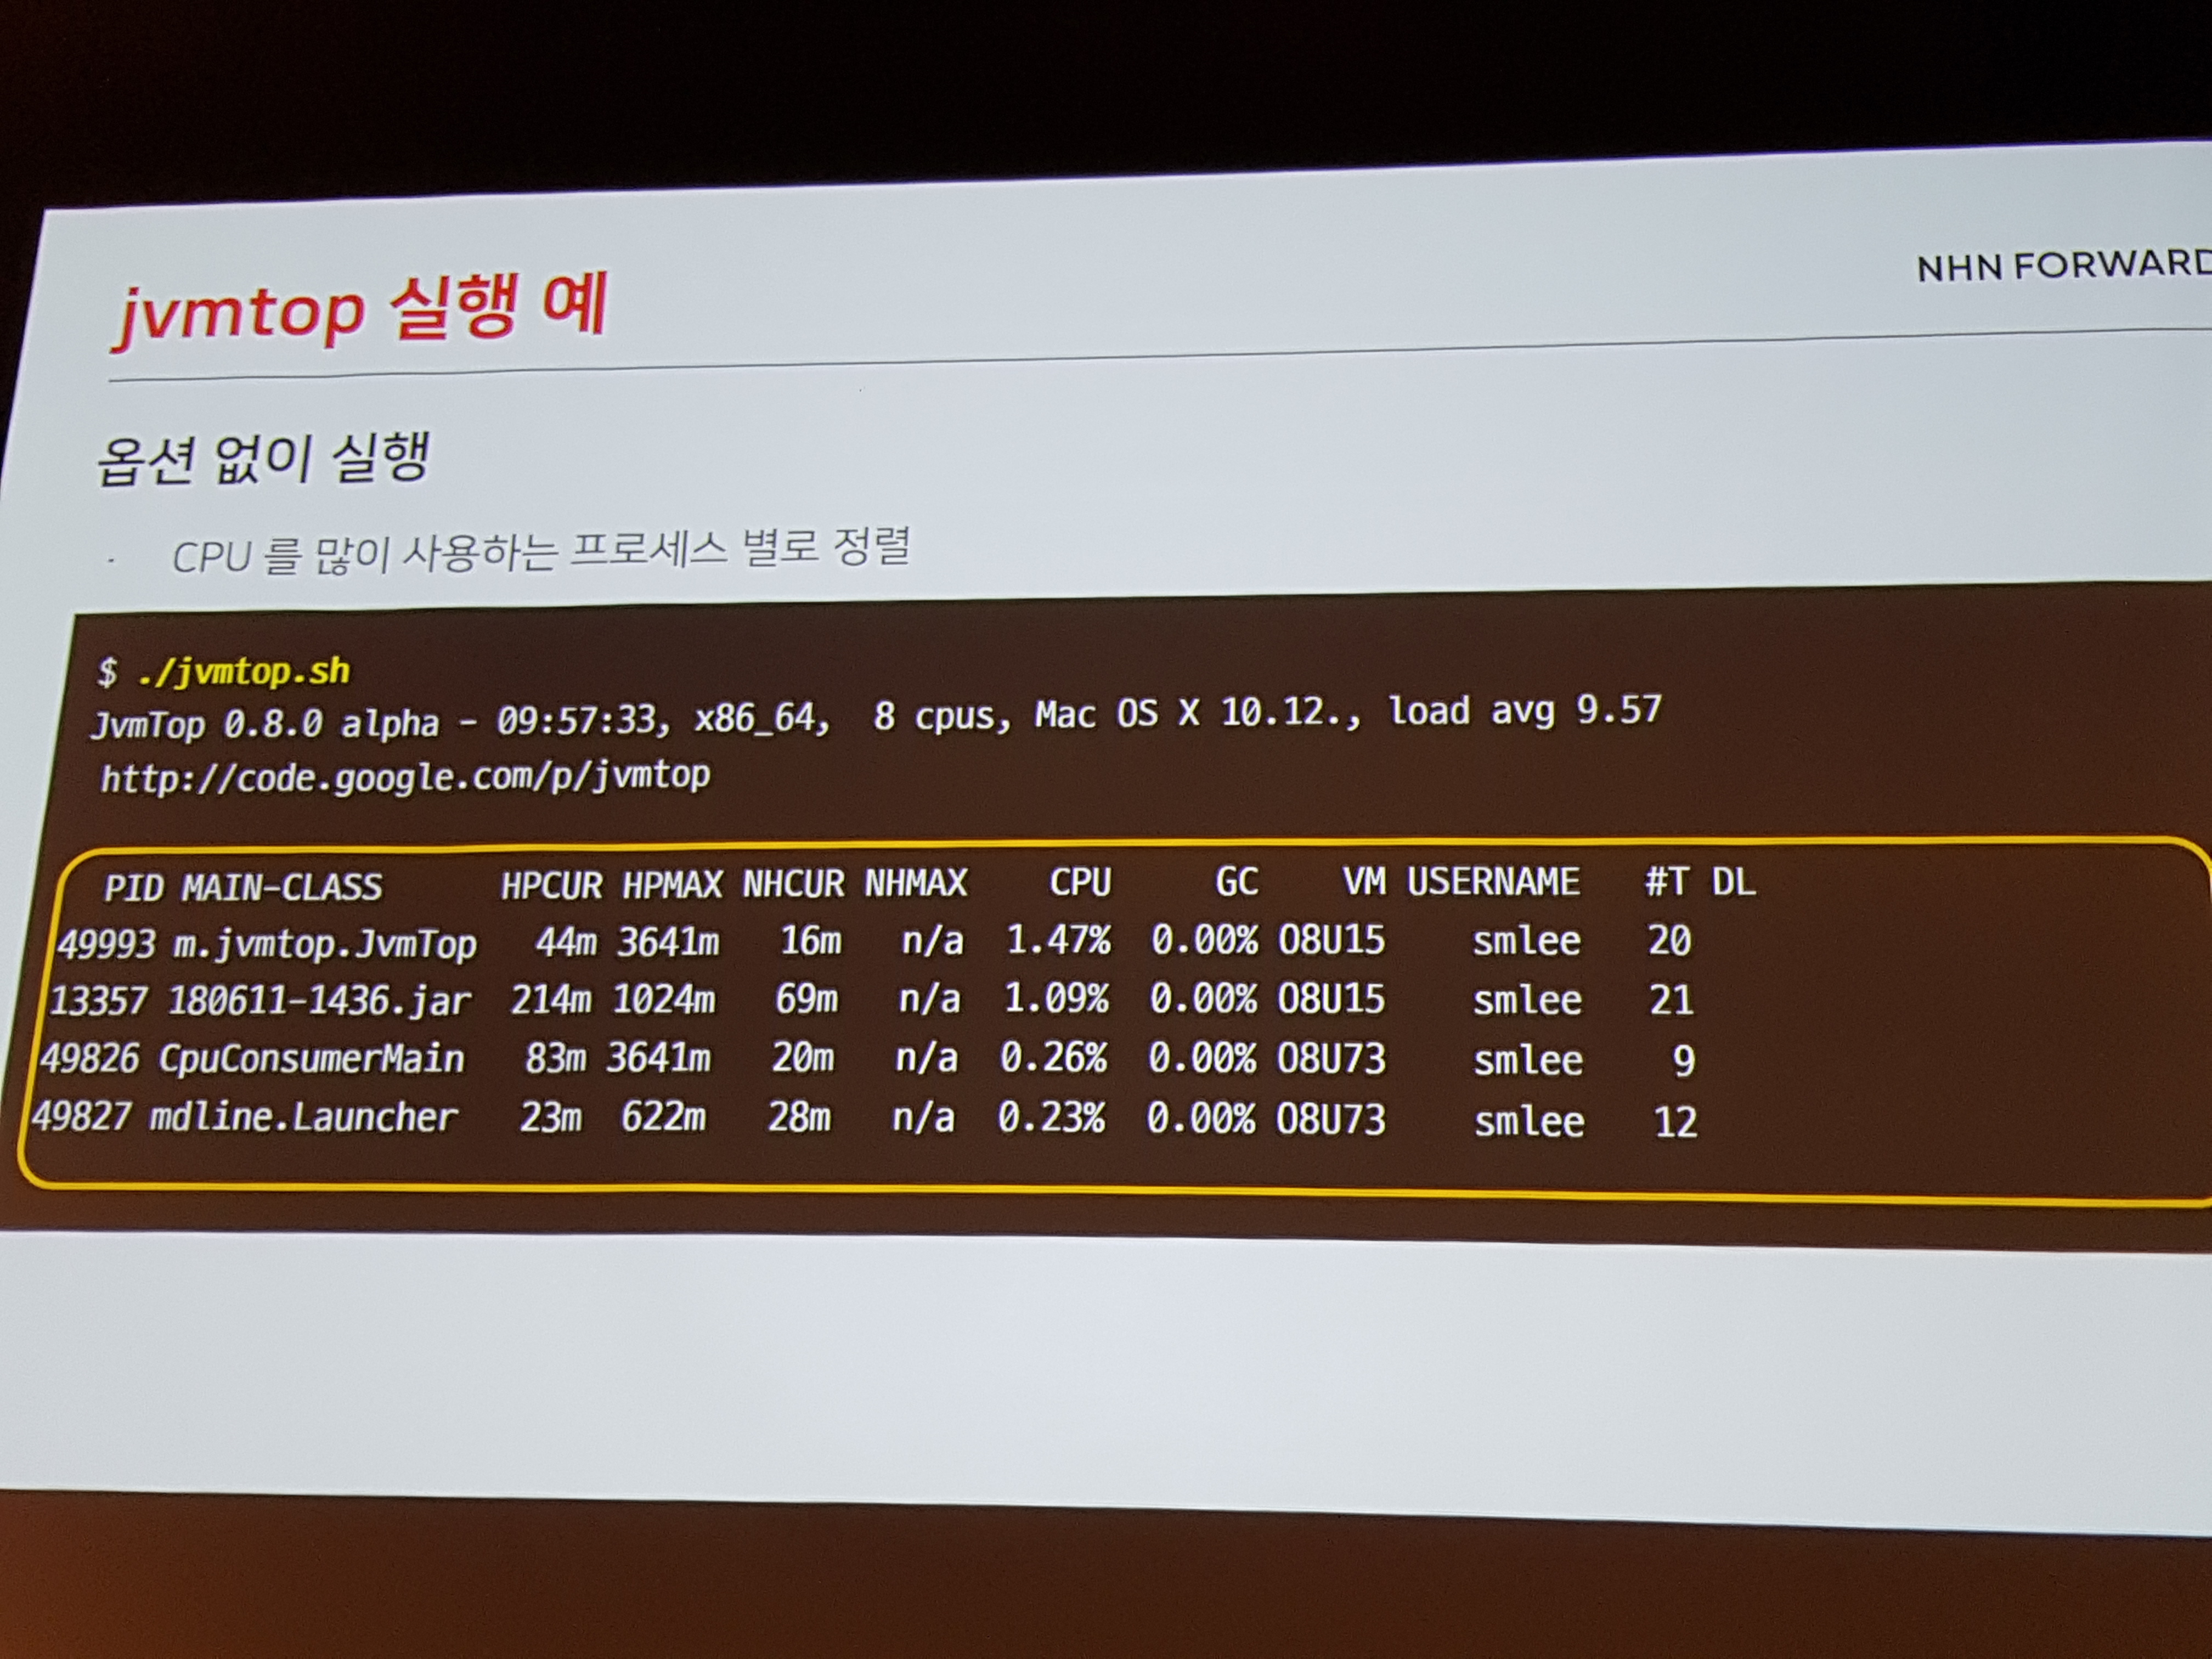 NHN FORWARD
jvmtop 실행 예
옵션 없이 실행
· CPU 를 많이 사용하는 프로세스 별로 정렬
$ ./jvmtop.sh
JvmTop 0.8.0 alpha - 09:57:33, x86_64,  8 cpus, Mac OS X 10.12., load avg 9.57
http://code.google.com/p/jvmtop
PID MAIN-CLASS HPCUR HPMAX NHCUR NHMAX CPU GC VM USERNAME #T DL
49993 m.jvmtop.JvmTop 44m 3641m 16m n/a 1.47% 0.00% O8U15 smlee 20
13357 180611-1436.jar 214m 1024m 69m n/a 1.09% 0.00% O8U15 smlee 21
49826 CpuConsumerMain 83m 3641m 20m n/a 0.26% 0.00% O8U73 smlee 9
49827 mdline.Launcher 23m 622m 28m n/a 0.23% 0.00% O8U73 smlee 12